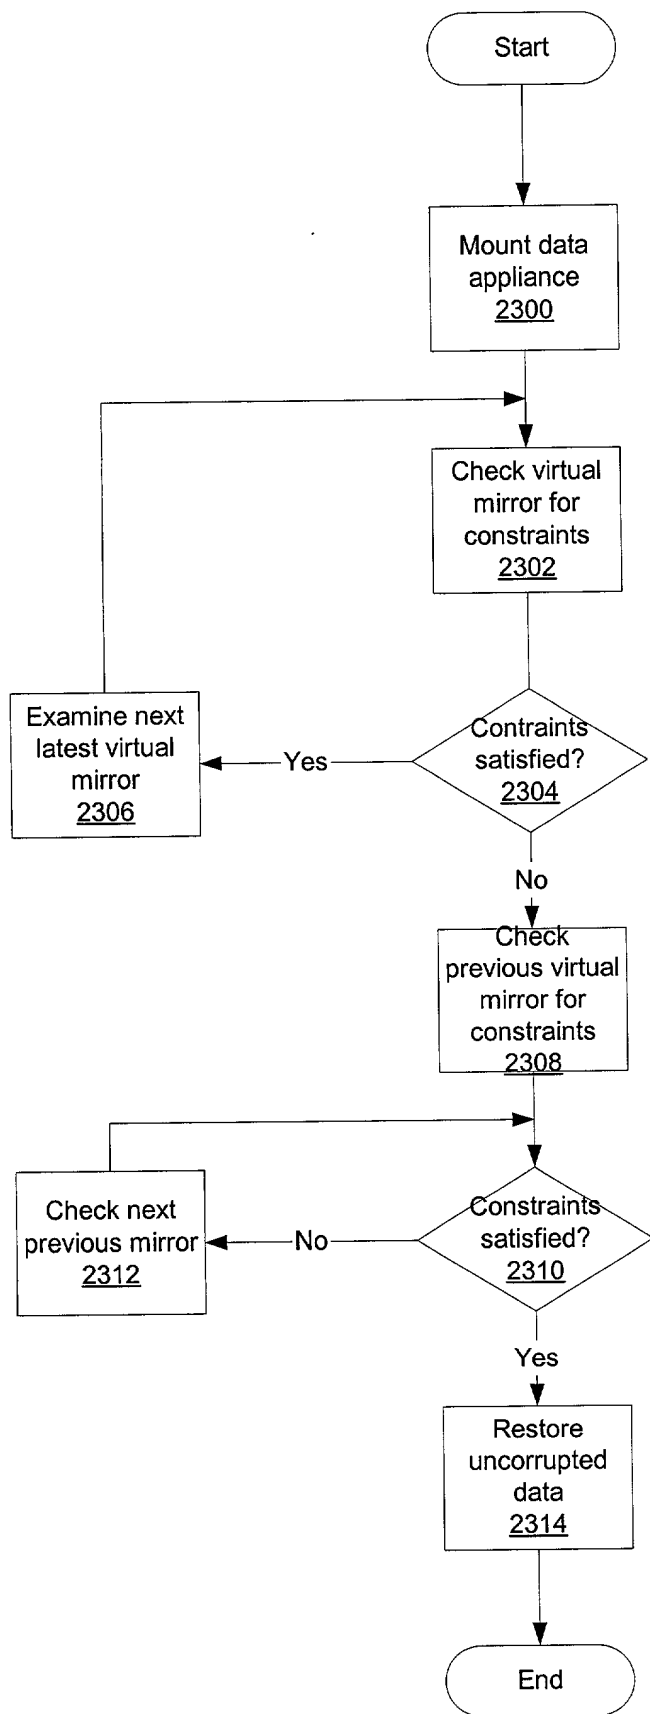 Start
Mount data
appliance
2300
Check virtual
mirror for
constraints
2302
Contraints
satisfied?
2304
Yes
Examine next
latest virtual
mirror
2306
No
Check
previous virtual
mirror for
constraints
2308
Constraints
satisfied?
2310
No
Check next
previous mirror
2312
Yes
Restore
uncorrupted
data
2314
End